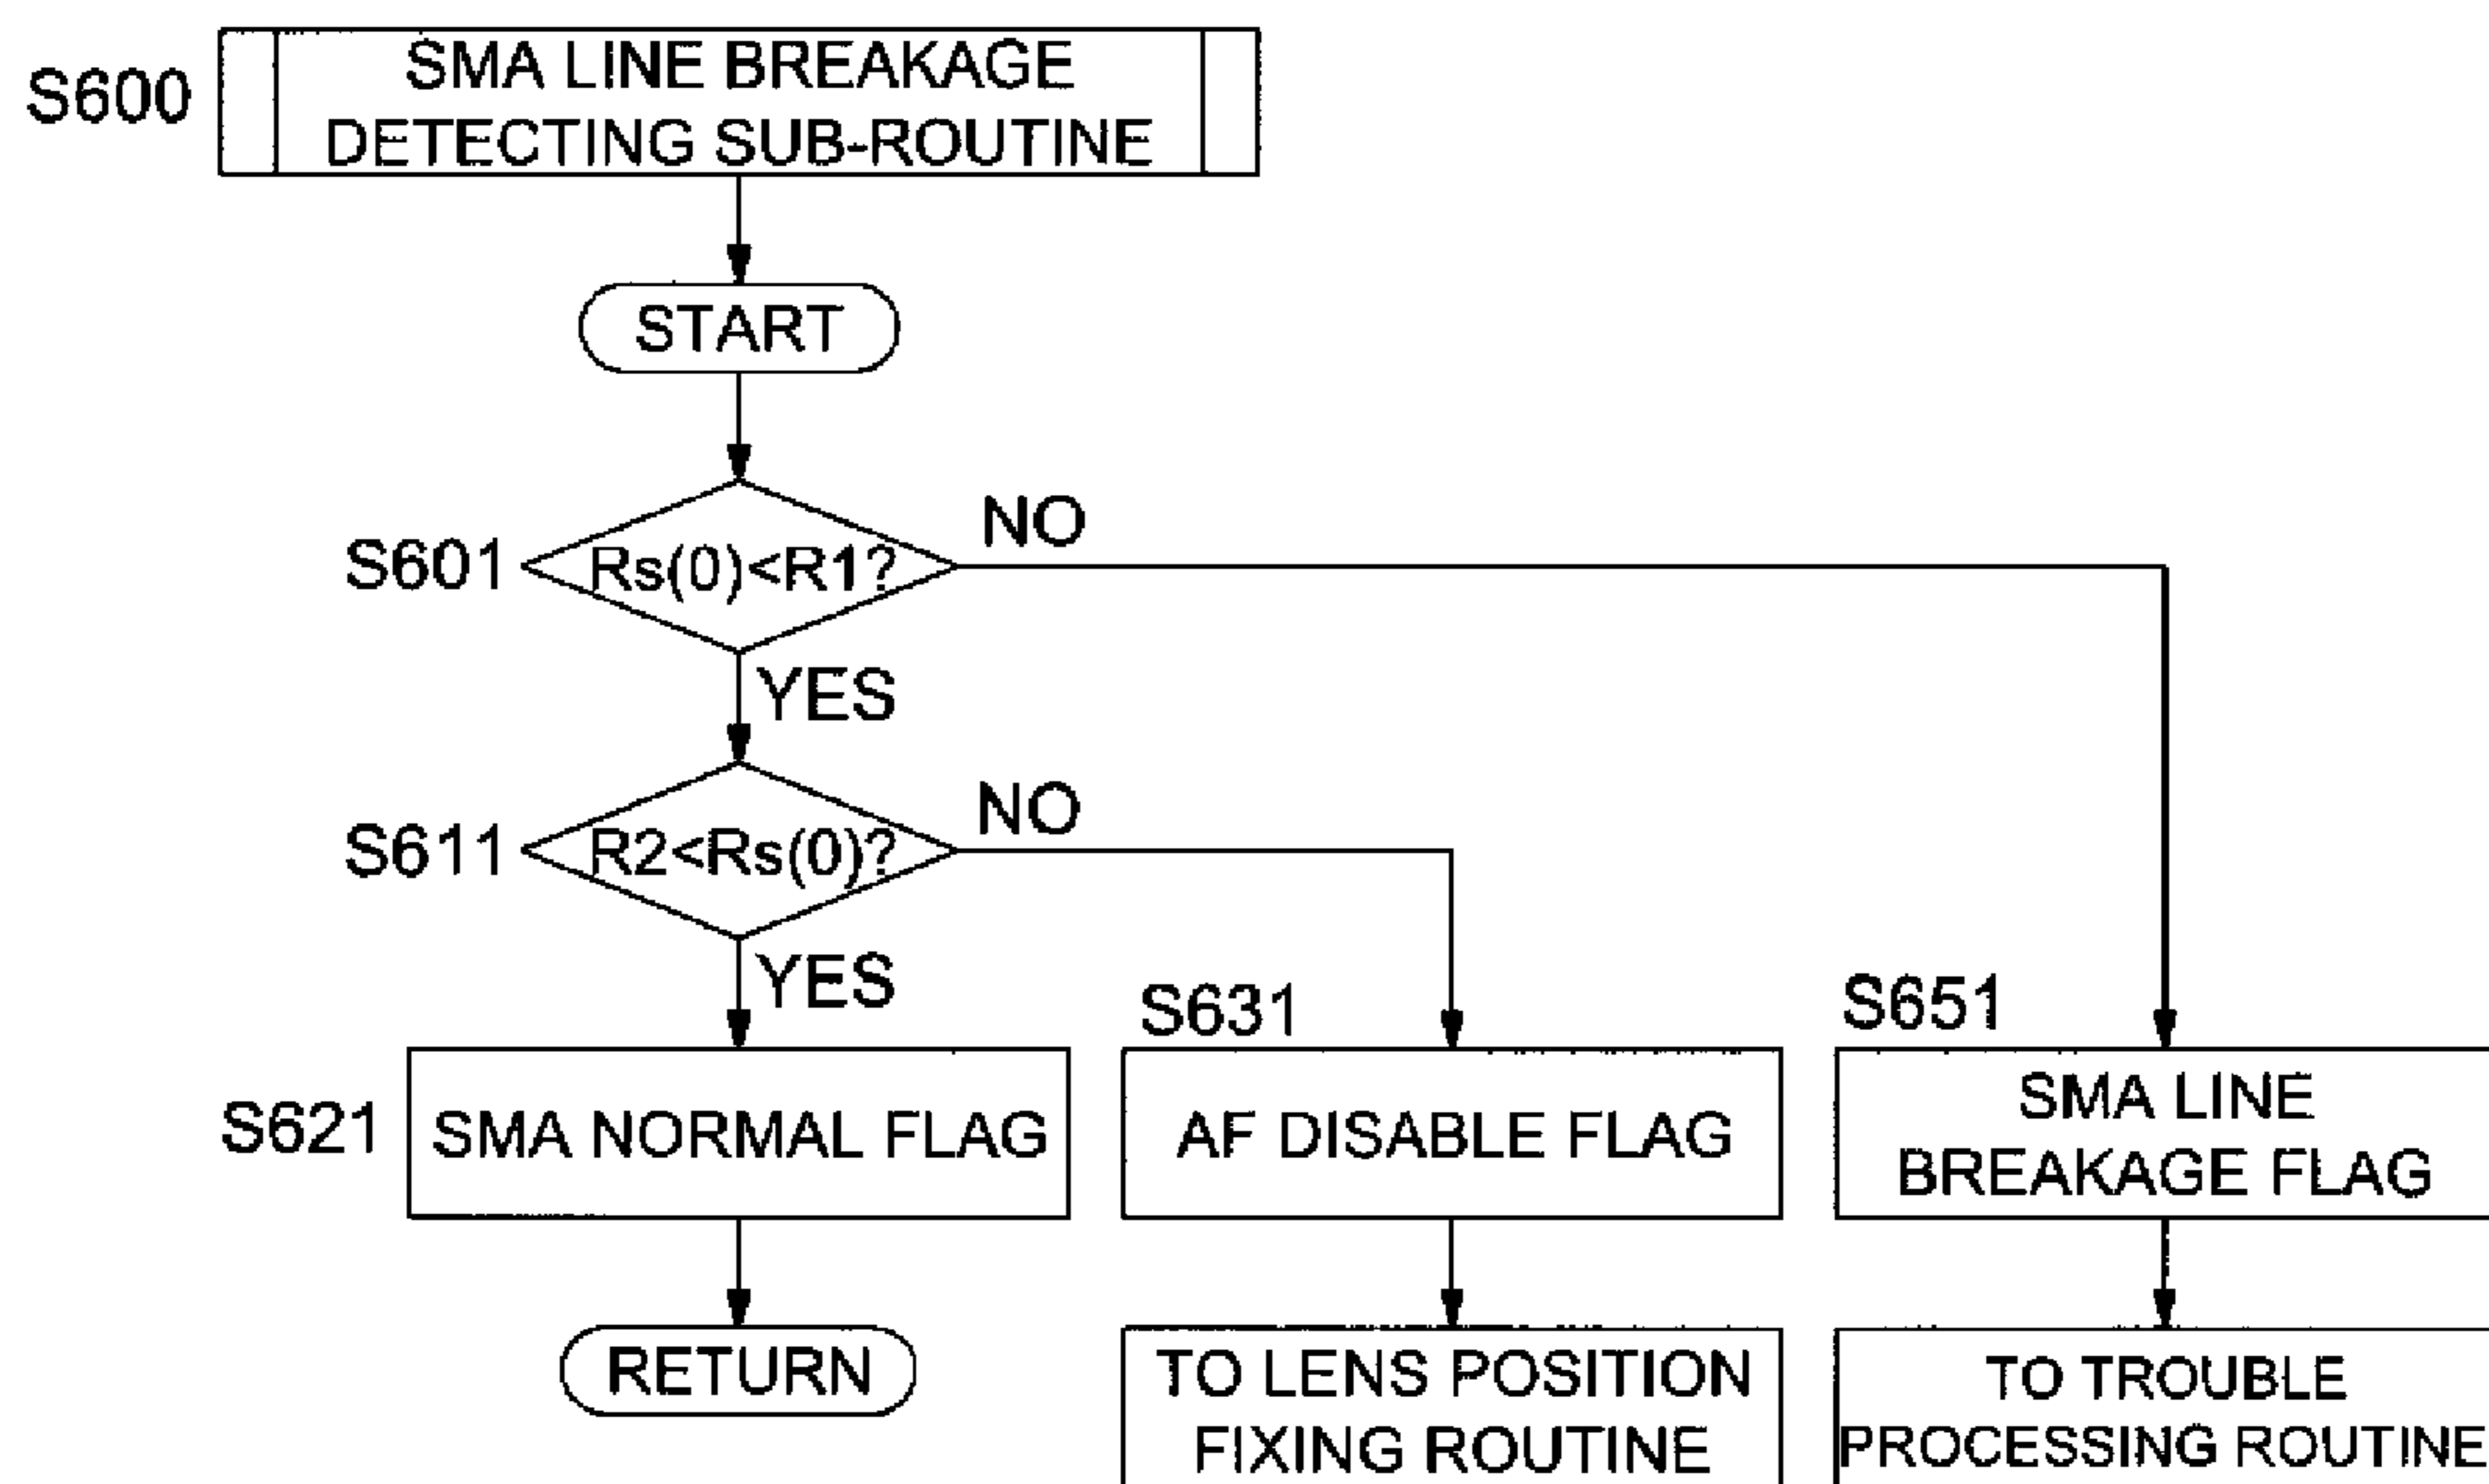 S600
SMA LINE BREAKAGE
DETECTING SUB-ROUTINE
START
S601
Rs(0)<R1?
NO
YES
S611
R2<Rs(0)?
NO
YES
S621
SMA NORMAL FLAG
S631
AF DISABLE FLAG
S651
SMA LINE
BREAKAGE FLAG
RETURN
TO LENS POSITION
FIXING ROUTINE
TO TROUBLE
PROCESSING ROUTINE